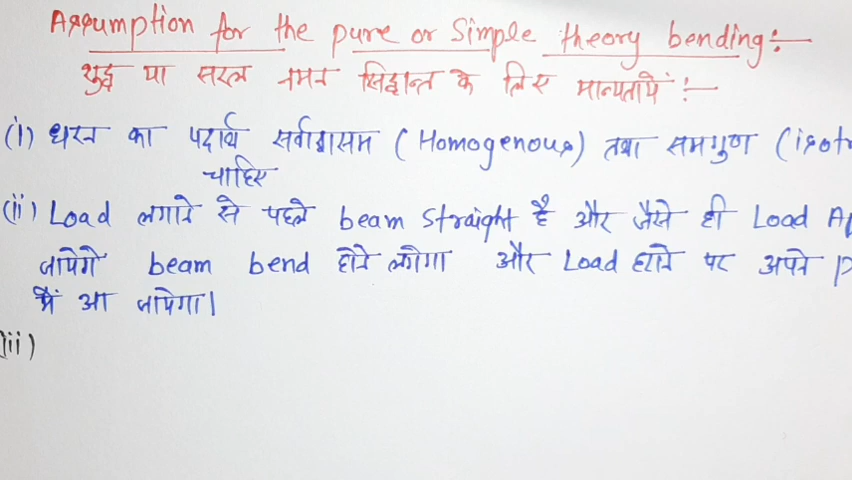 Assumption for the pure or Simple theory bending:-
शुद्ध या सरल नमन सिद्धान्त के लिए मान्यतायें :-
(i) धरन का पदार्थ सर्वांगसम (Homogenous) तथा समगुण (isotr
चाहिए
(ii) Load लगाने से पहले beam straight है और जैसे ही Load A
जायेगे beam bend होने लगेगा और Load हटाने पर अपने
में आ जायेगा।
(iii)